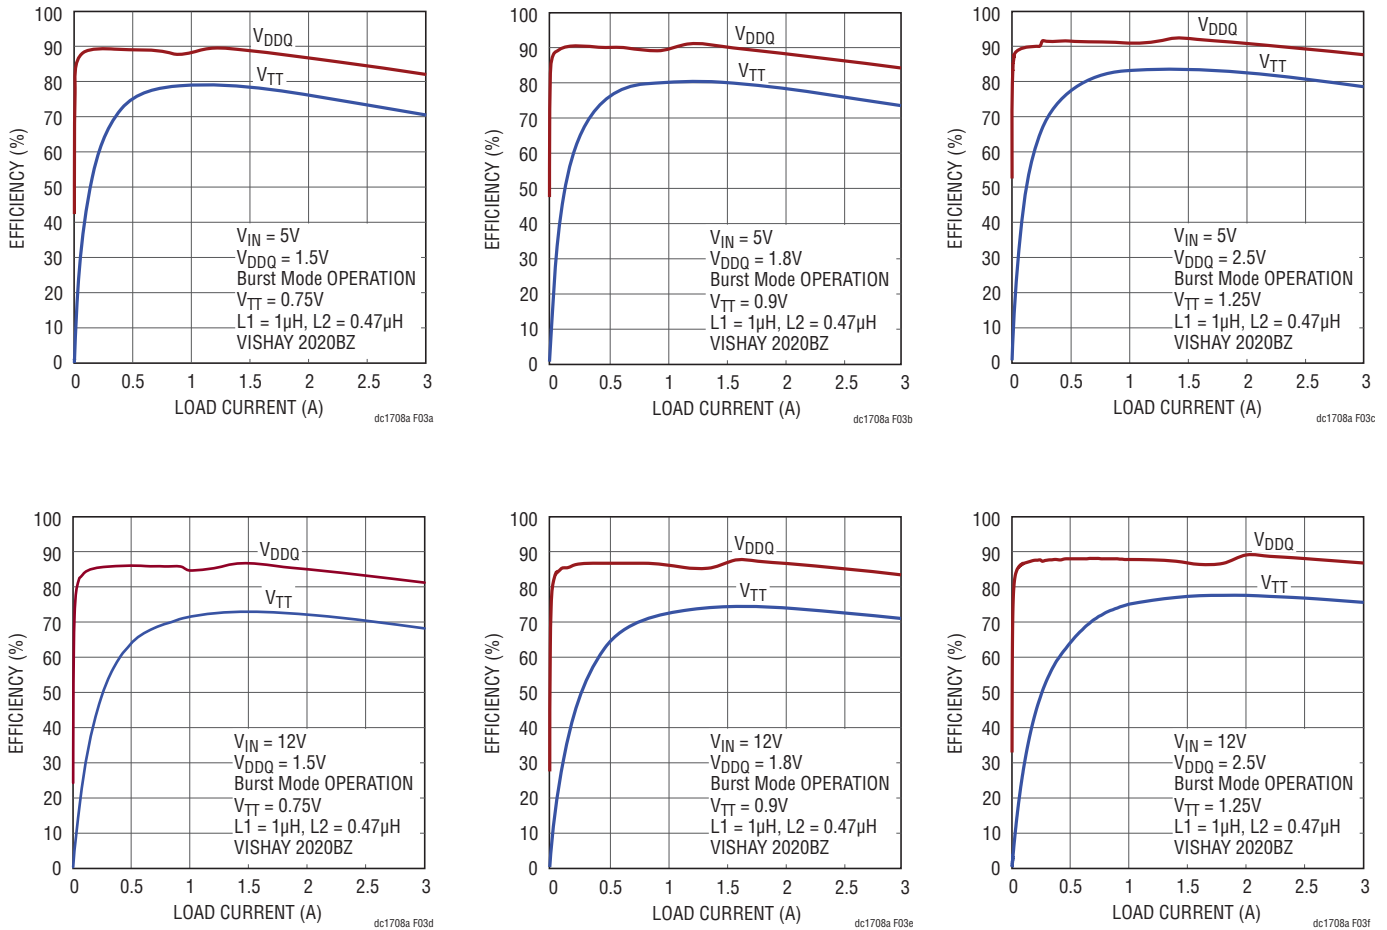 EFFICIENCY (%)
100
90
80
70
60
50
40
30
20
10
0
VDDQ
VTT
VIN = 5V
VDDQ = 1.5V
Burst Mode OPERATION
VTT = 0.75V
L1 = 1µH, L2 = 0.47µH
VISHAY 2020BZ
0 0.5 1 1.5 2 2.5 3
LOAD CURRENT (A)
dc1708a F03a
EFFICIENCY (%)
100
90
80
70
60
50
40
30
20
10
0
VDDQ
VTT
VIN = 5V
VDDQ = 1.8V
Burst Mode OPERATION
VTT = 0.9V
L1 = 1µH, L2 = 0.47µH
VISHAY 2020BZ
0 0.5 1 1.5 2 2.5 3
LOAD CURRENT (A)
dc1708a F03b
EFFICIENCY (%)
100
90
80
70
60
50
40
30
20
10
0
VDDQ
VTT
VIN = 5V
VDDQ = 2.5V
Burst Mode OPERATION
VTT = 1.25V
L1 = 1µH, L2 = 0.47µH
VISHAY 2020BZ
0 0.5 1 1.5 2 2.5 3
LOAD CURRENT (A)
dc1708a F03c
EFFICIENCY (%)
100
90
80
70
60
50
40
30
20
10
0
VDDQ
VTT
VIN = 12V
VDDQ = 1.5V
Burst Mode OPERATION
VTT = 0.75V
L1 = 1µH, L2 = 0.47µH
VISHAY 2020BZ
0 0.5 1 1.5 2 2.5 3
LOAD CURRENT (A)
dc1708a F03d
EFFICIENCY (%)
100
90
80
70
60
50
40
30
20
10
0
VDDQ
VTT
VIN = 12V
VDDQ = 1.8V
Burst Mode OPERATION
VTT = 0.9V
L1 = 1µH, L2 = 0.47µH
VISHAY 2020BZ
0 0.5 1 1.5 2 2.5 3
LOAD CURRENT (A)
dc1708a F03e
EFFICIENCY (%)
100
90
80
70
60
50
40
30
20
10
0
VDDQ
VTT
VIN = 12V
VDDQ = 2.5V
Burst Mode OPERATION
VTT = 1.25V
L1 = 1µH, L2 = 0.47µH
VISHAY 2020BZ
0 0.5 1 1.5 2 2.5 3
LOAD CURRENT (A)
dc1708a F03f